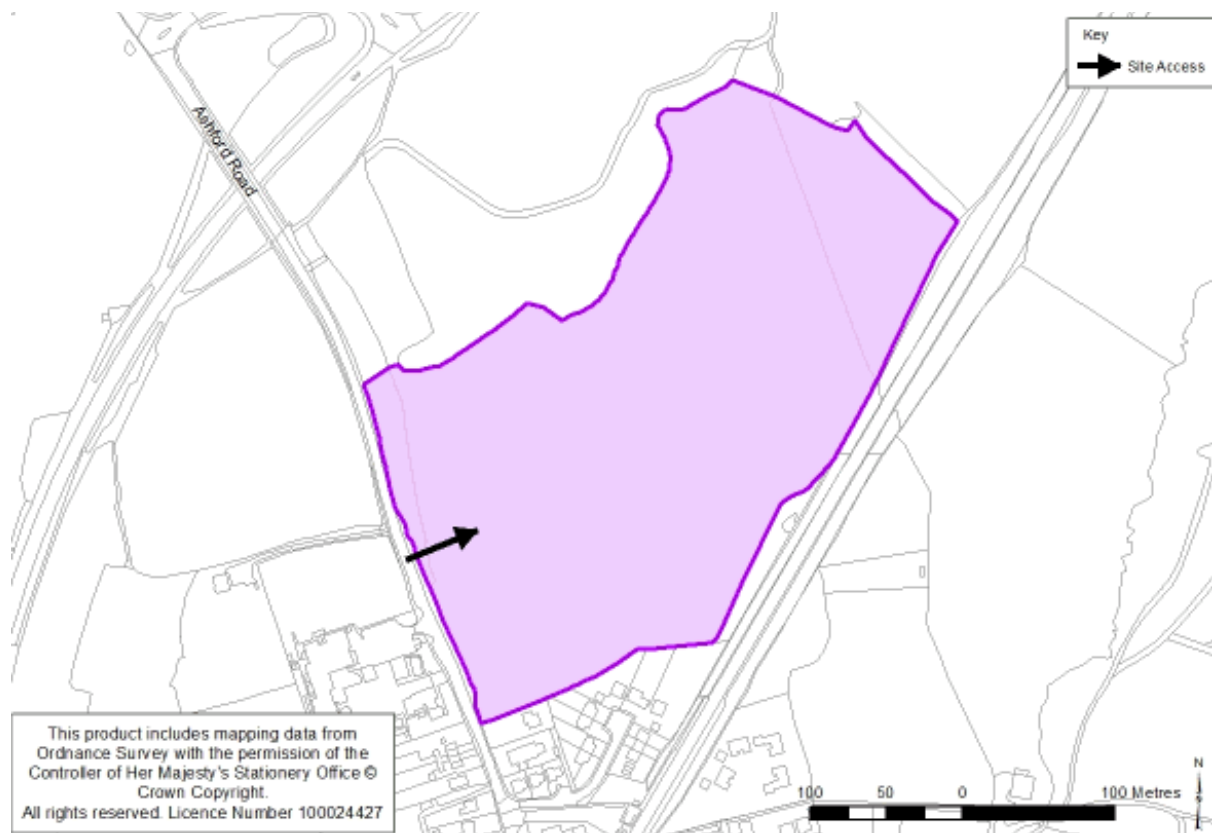 Key
Site Access
Ashford Road
This product includes mapping data from
Ordnance Survey with the permission of the
Controller of Her Majesty's Stationery Office ©
Crown Copyright.
All rights reserved. Licence Number 100024427
100 50 0 100 Metres
N